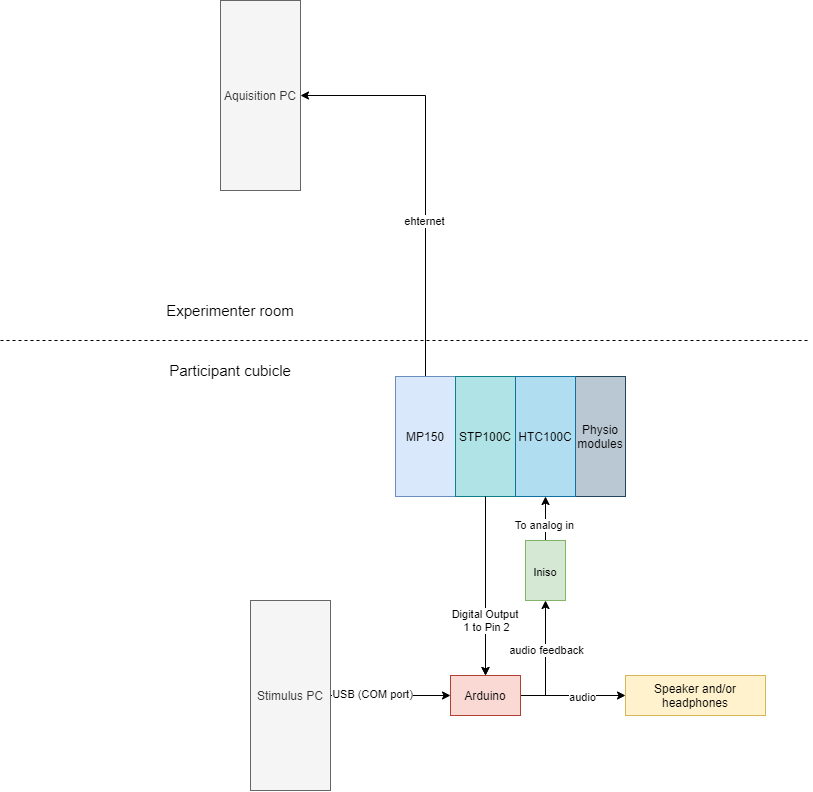 Aquisition PC
ehternet
Experimenter room
Participant cubicle
MP150
STP100C
HTC100C
Physio
modules
To analog in
Iniso
Digital Output
1 to Pin 2
audio feedback
Stimulus PC
USB (COM port)
Arduino
audio
Speaker and/or
headphones